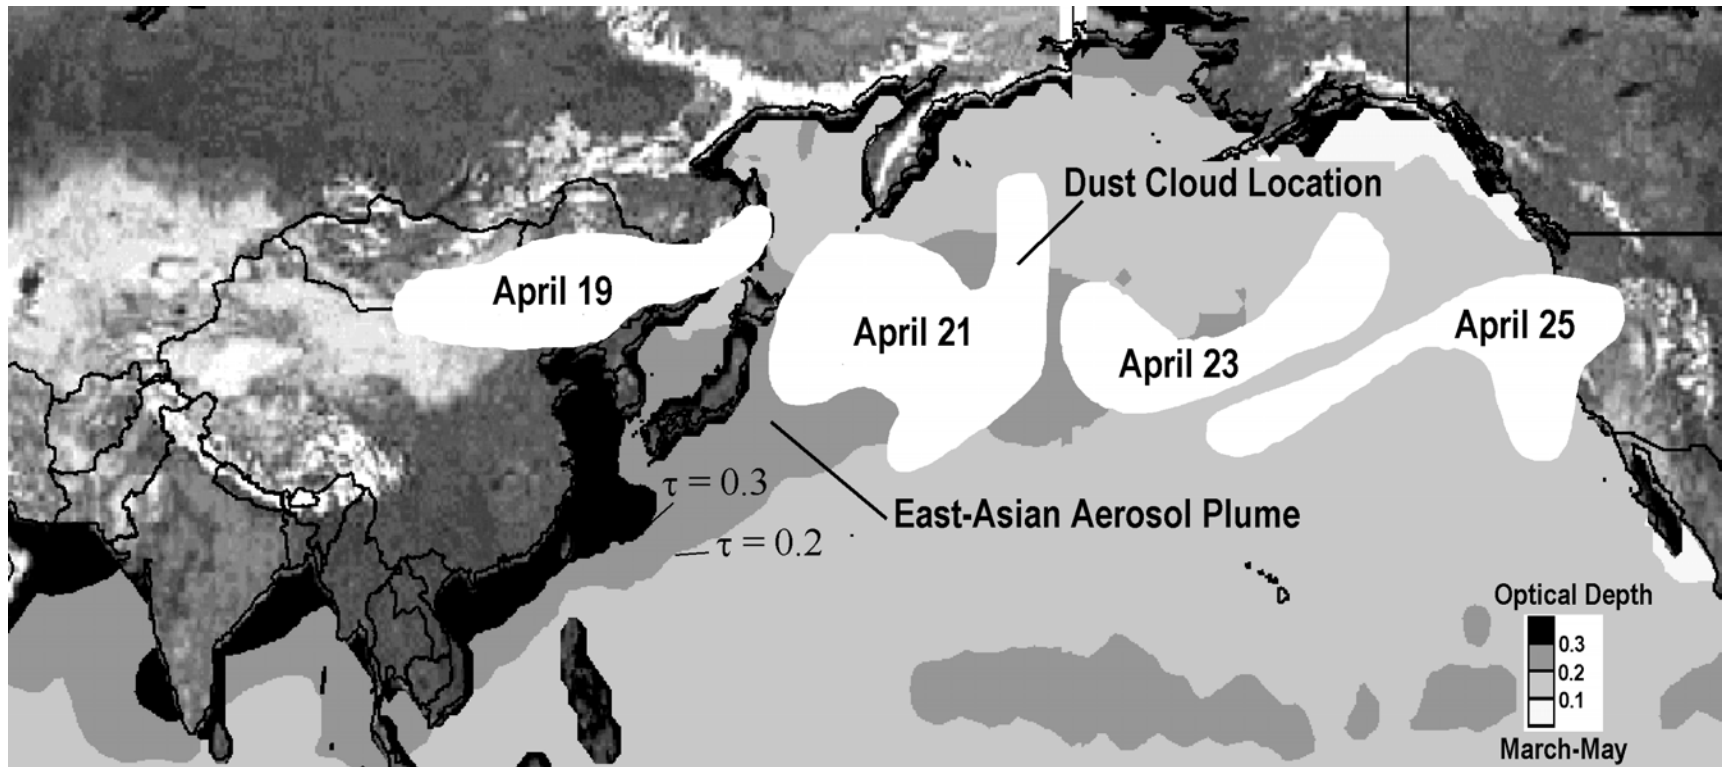 Dust Cloud Location
April 19
April 21
April 23
April 25
τ = 0.3
East-Asian Aerosol Plume
τ = 0.2
Optical Depth
0.3
0.2
0.1
March-May